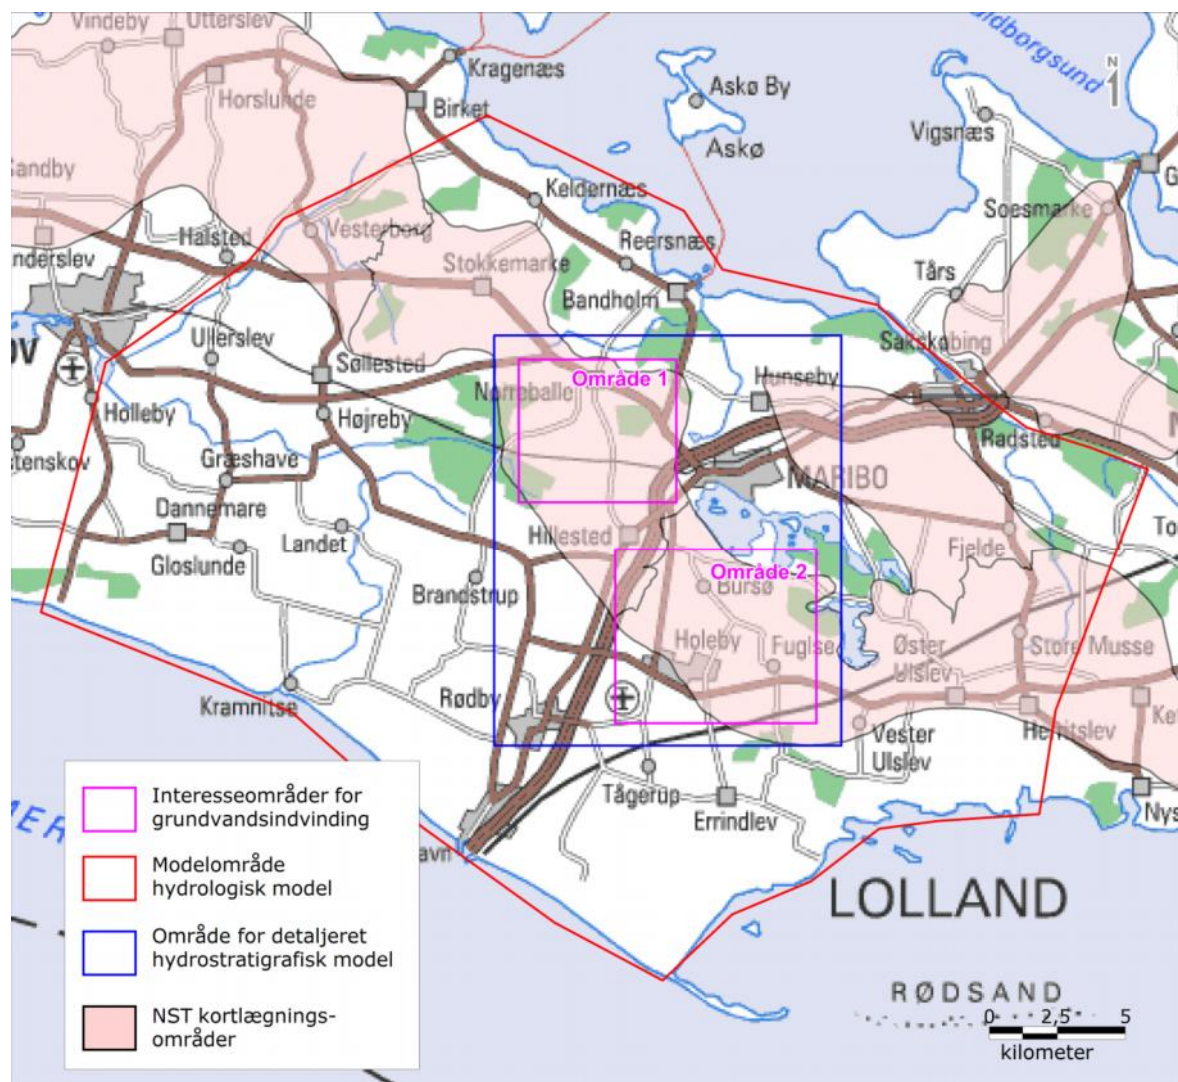 Vindeby
Utterslev
Kragenæs
Askø By
Askø
Vigsnæs
N
Horslunde
Birket
Keldernæs
Soesmarke
Halsted
Vesterborg
Stokkemarke
Reersnæs
Bandholm
Tårs
Sakskøbing
Ullerslev
Søllested
Område 1
Nørreballe
Hunseby
Holleby
Højreby
Radsted
Græshave
MARIBO
Dannemare
Gloslunde
Landet
Hillested
Fjelde
Brandstrup
Område 2
Bursø
Holeby
Fuglse
Øster
Ulslev
Store Musse
Kramnitse
Rødby
Vester
Ulslev
Tågerup
Errindlev
LOLLAND
RØDSAND
0 2,5 5
kilometer
Interesseområder for
grundvandsindvinding
Modelområde
hydrologisk model
Område for detaljeret
hydrostratigrafisk model
NST kortlægnings-
områder